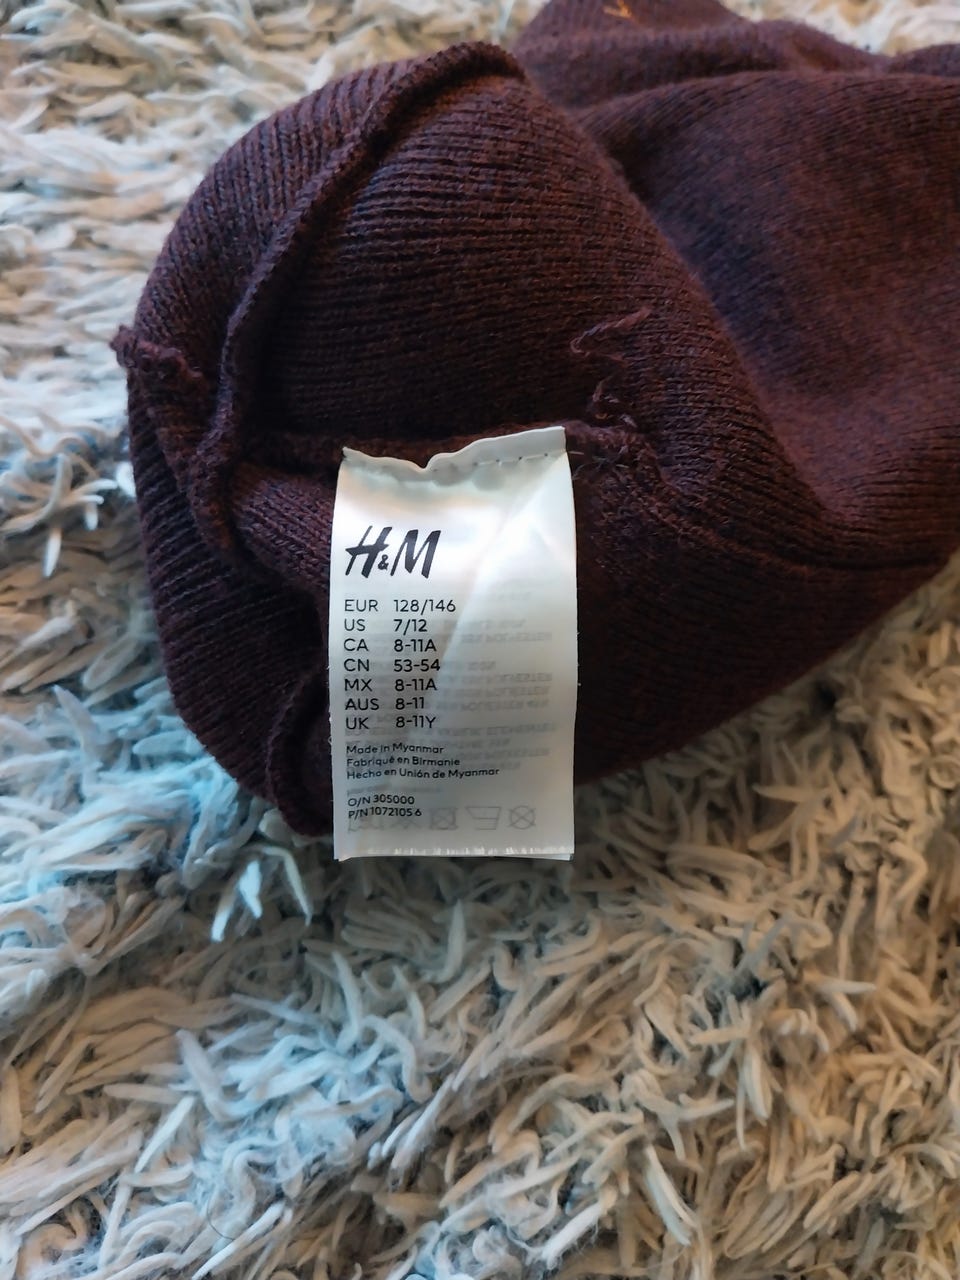 H&M
EUR 128/146
US 7/12
CA 8-11A
CN 53-54
MX 8-11A
AUS 8-11
UK 8-11Y
Made in Myanmar
Fabriqué en Birmanie
Hecho en Unión de Myanmar
O/N 305000
P/N 1072105 6